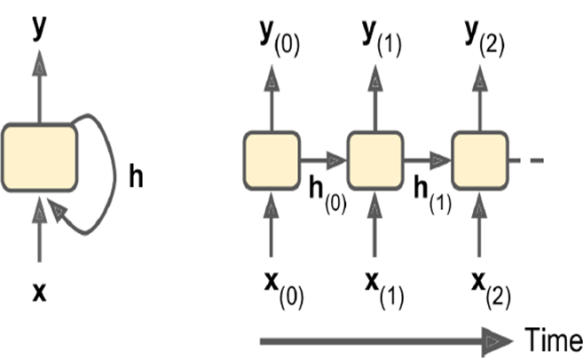 y
h
x
y(0) y(1) y(2)
h(0) h(1)
x(0) x(1) x(2)
Time